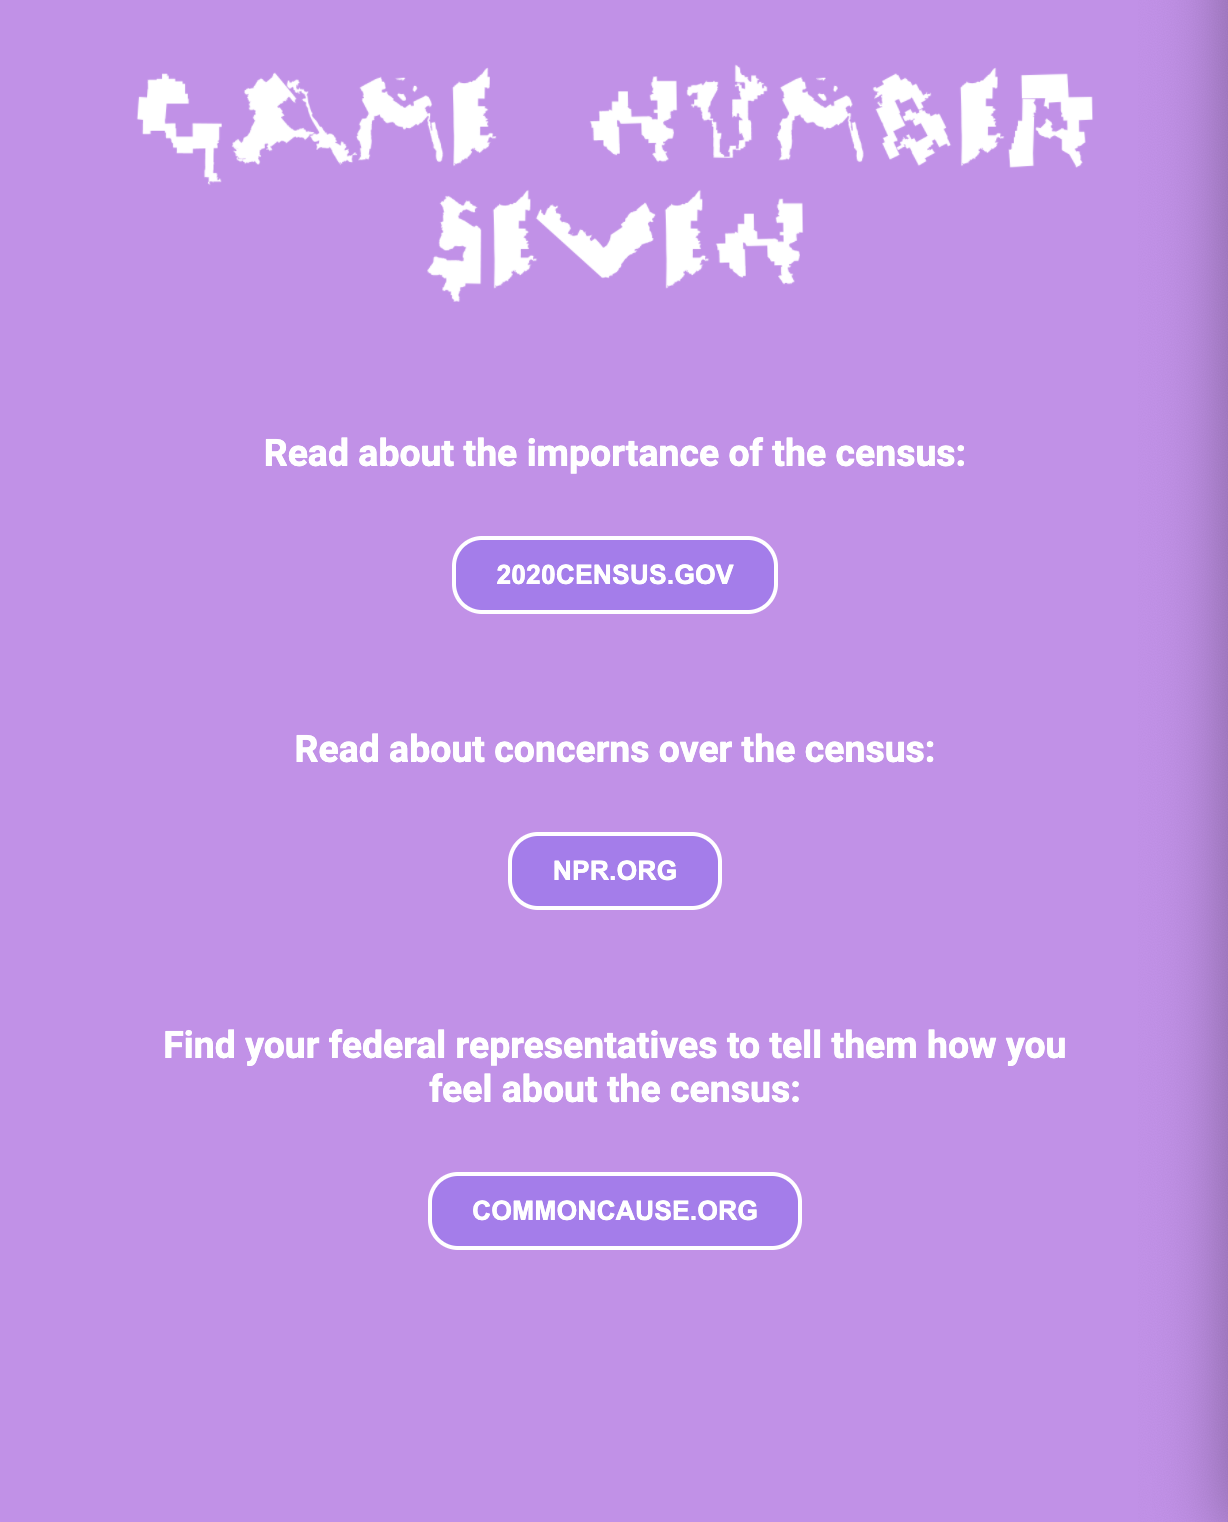 GAME NUMBER
SEVEN
Read about the importance of the census:
2020CENSUS.GOV
Read about concerns over the census:
NPR.ORG
Find your federal representatives to tell them how you
feel about the census:
COMMONCAUSE.ORG